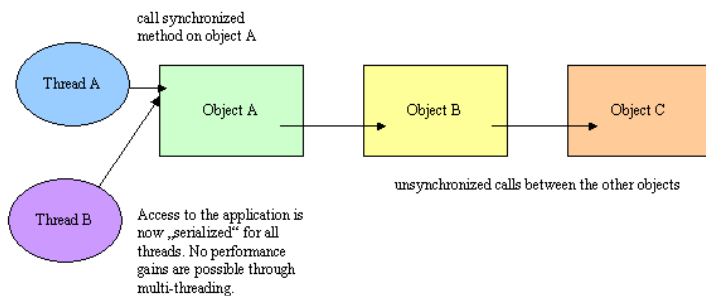 call synchronized
method on object A
Thread A
Object A
Object B
Object C
unsynchronized calls between the other objects
Thread B
Access to the application is
now „serialized“ for all
threads. No performance
gains are possible through
multi-threading.